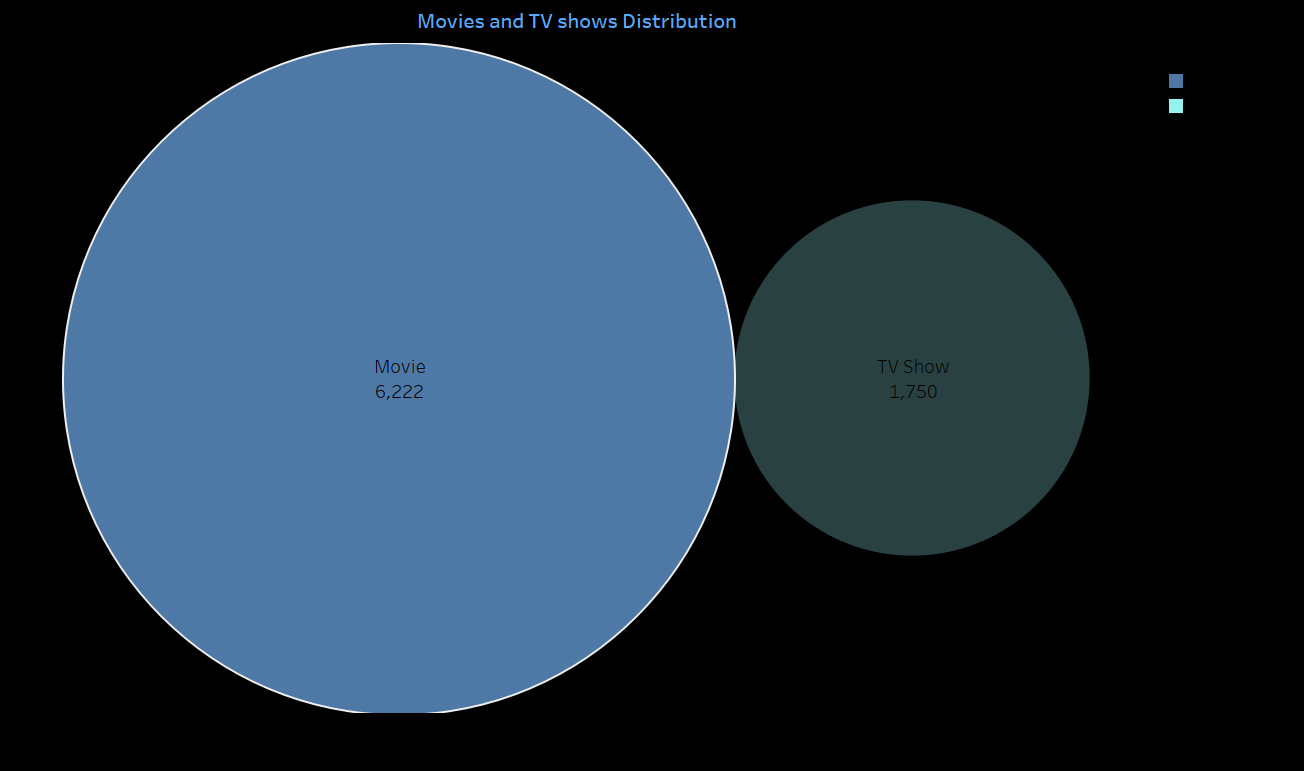 Movies and TV shows Distribution
Movie
6,222
TV Show
1,750